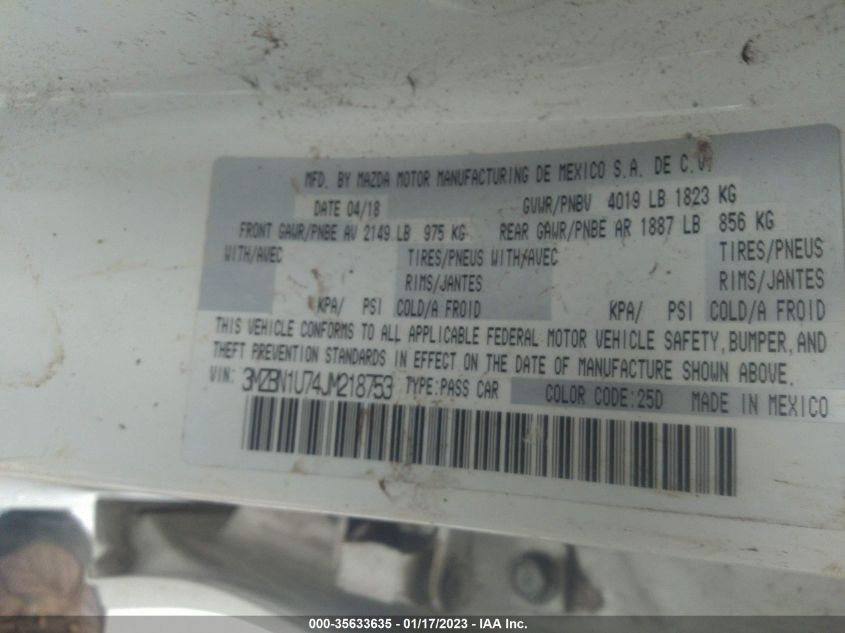 MFD. BY MAZDA MOTOR MANUFACTURING DE MEXICO S.A. DE C.V.
DATE 04/18 GVWR/PNBV 4019 LB 1823 KG
FRONT GAWR/PNBE AV 2149 LB 975 KG REAR GAWR/PNBE AR 1887 LB 856 KG
WITH/AVEC TIRES/PNEUS WITH/AVEC TIRES/PNEUS
RIMS/JANTES RIMS/JANTES
KPA/ PSI COLD/A FROID KPA/ PSI COLD/A FROID
THIS VEHICLE CONFORMS TO ALL APPLICABLE FEDERAL MOTOR VEHICLE SAFETY, BUMPER, AND
THEFT PREVENTION STANDARDS IN EFFECT ON THE DATE OF MANUFACTURE SHOWN ABOVE.
VIN: 3MZBN1U74JM218753 TYPE:PASS CAR COLOR CODE:25D MADE IN MEXICO
000-35633635 - 01/17/2023 - IAA Inc.